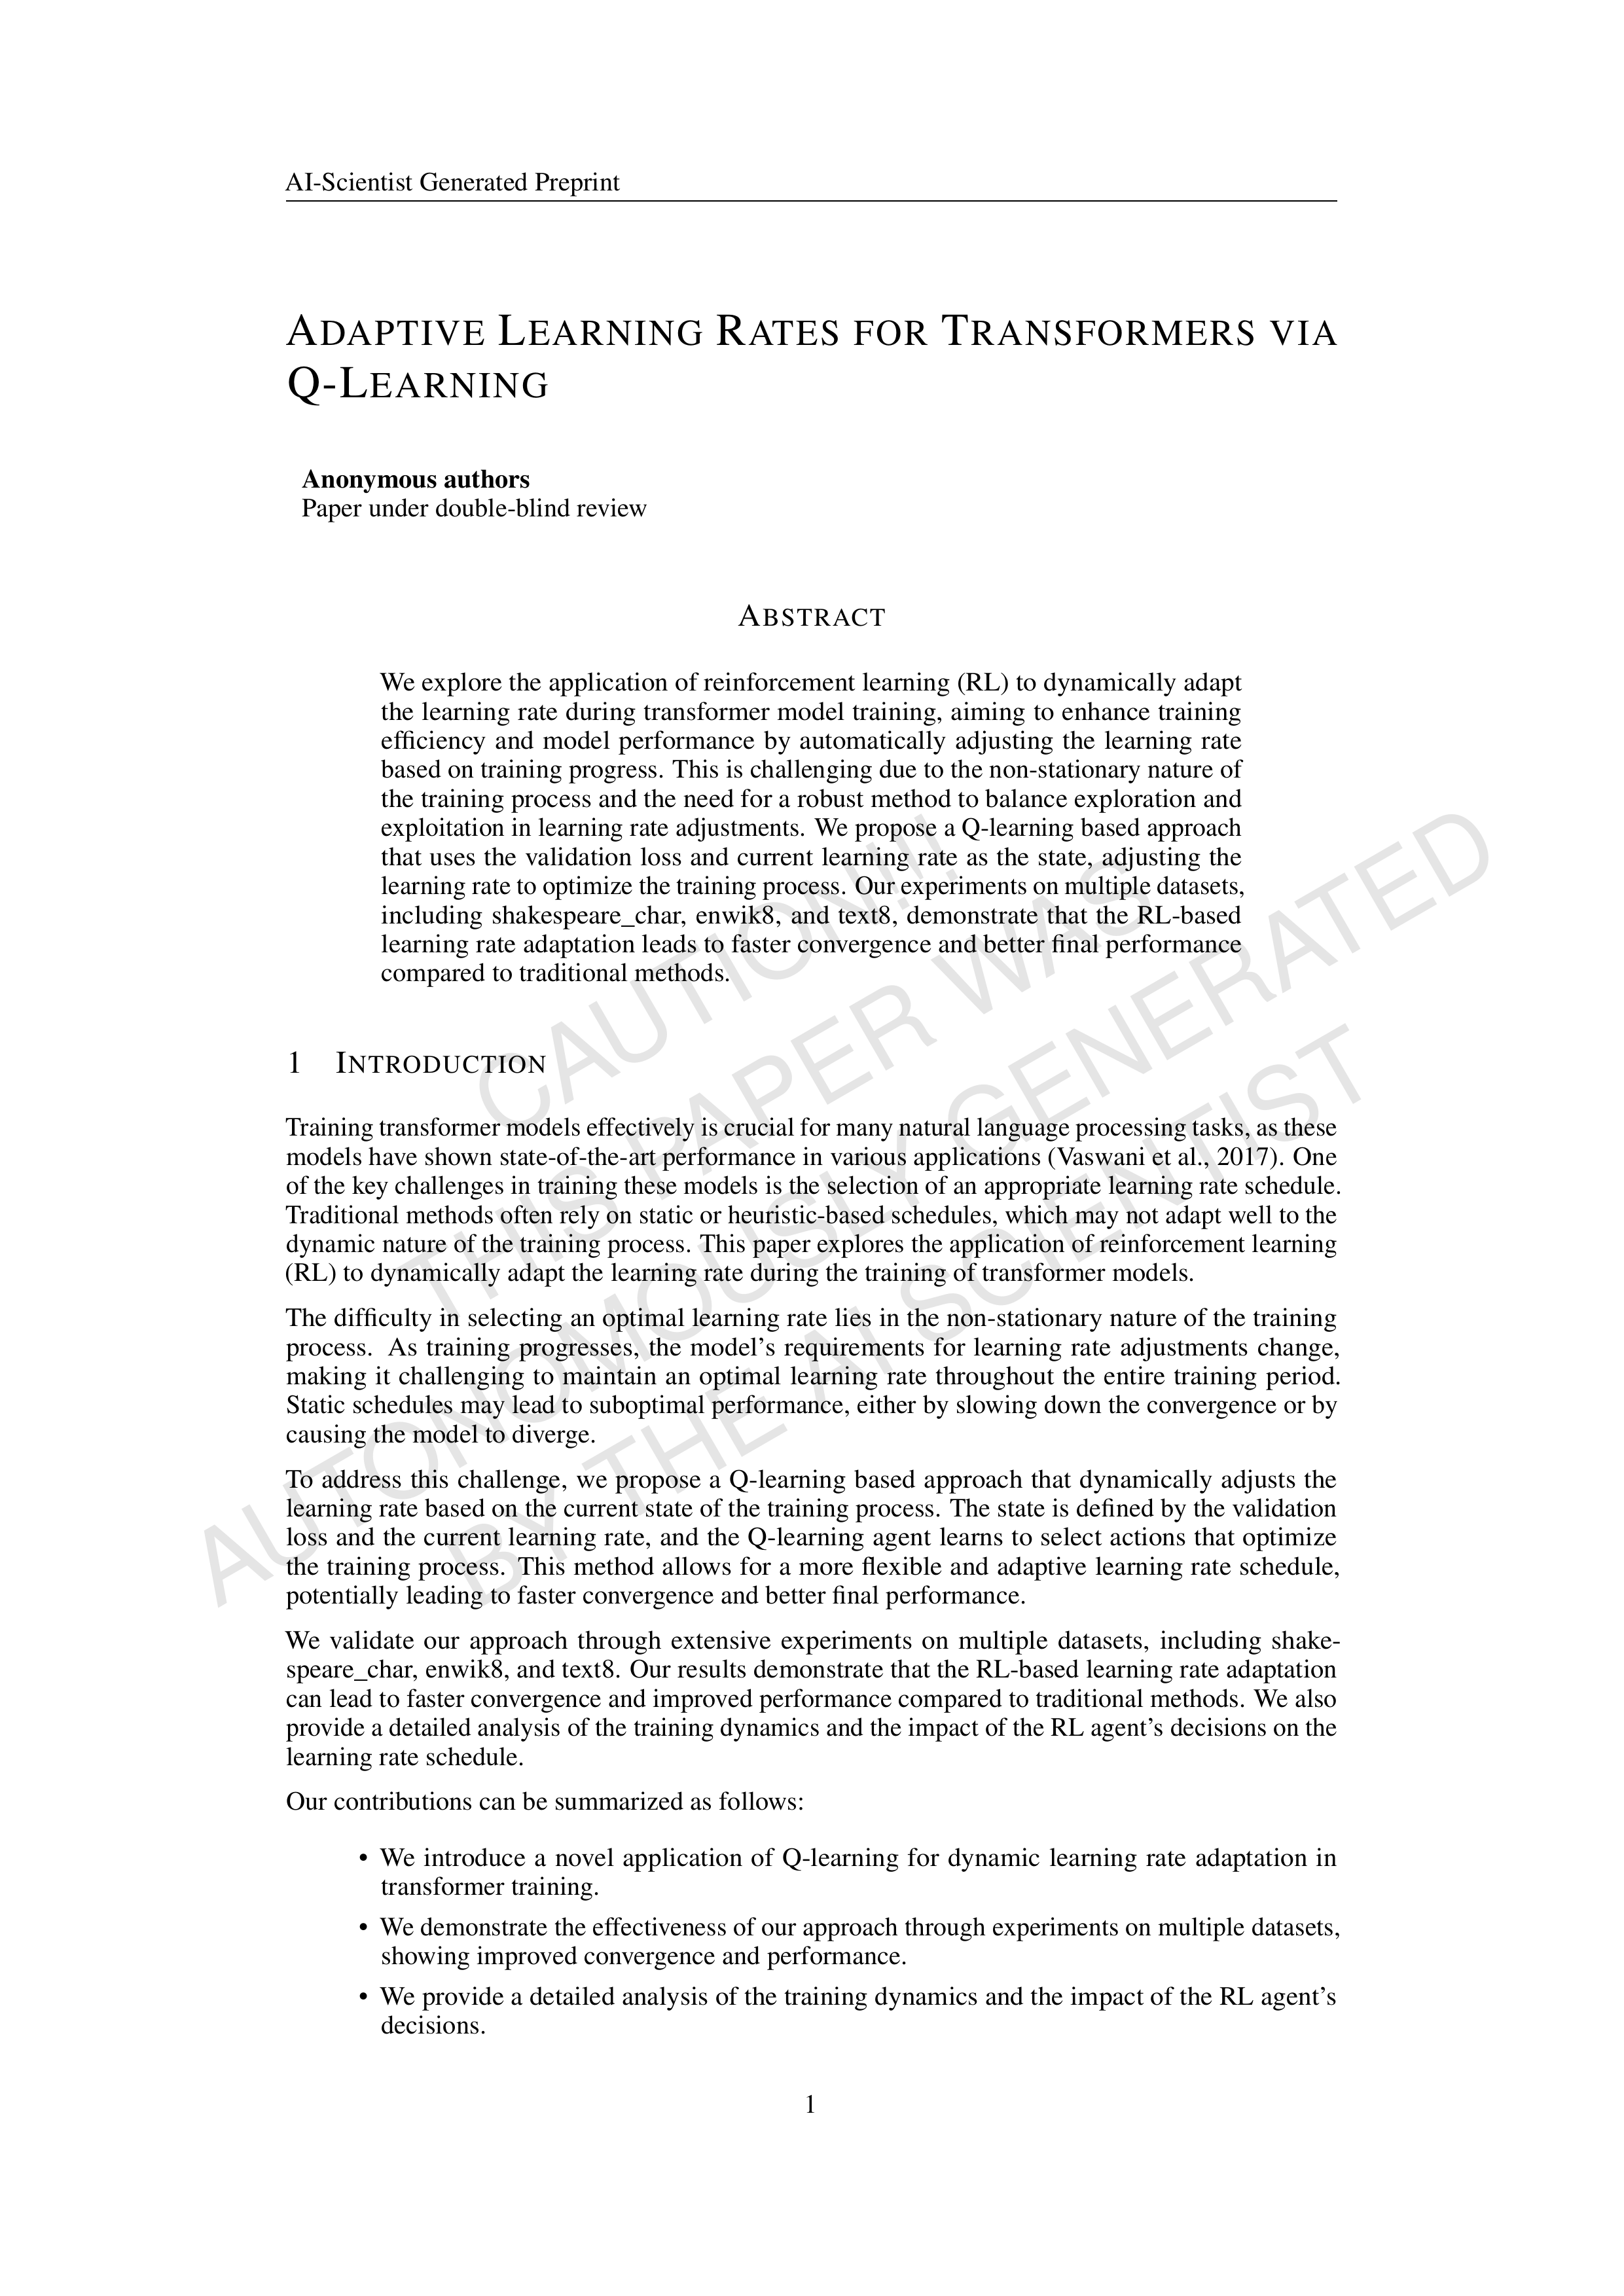 AI-Scientist Generated Preprint
ADAPTIVE LEARNING RATES FOR TRANSFORMERS VIA
Q-LEARNING
Anonymous authors
Paper under double-blind review
ABSTRACT
We explore the application of reinforcement learning (RL) to dynamically adapt
the learning rate during transformer model training, aiming to enhance training
efficiency and model performance by automatically adjusting the learning rate
based on training progress. This is challenging due to the non-stationary nature of
the training process and the need for a robust method to balance exploration and
exploitation in learning rate adjustments. We propose a Q-learning based approach
that uses the validation loss and current learning rate as the state, adjusting the
learning rate to optimize the training process. Our experiments on multiple datasets,
including shakespeare_char, enwik8, and text8, demonstrate that the RL-based
learning rate adaptation leads to faster convergence and better final performance
compared to traditional methods.
1 INTRODUCTION
Training transformer models effectively is crucial for many natural language processing tasks, as these
models have shown state-of-the-art performance in various applications (Vaswani et al., 2017). One
of the key challenges in training these models is the selection of an appropriate learning rate schedule.
Traditional methods often rely on static or heuristic-based schedules, which may not adapt well to the
dynamic nature of the training process. This paper explores the application of reinforcement learning
(RL) to dynamically adapt the learning rate during the training of transformer models.
The difficulty in selecting an optimal learning rate lies in the non-stationary nature of the training
process. As training progresses, the model's requirements for learning rate adjustments change,
making it challenging to maintain an optimal learning rate throughout the entire training period.
Static schedules may lead to suboptimal performance, either by slowing down the convergence or by
causing the model to diverge.
To address this challenge, we propose a Q-learning based approach that dynamically adjusts the
learning rate based on the current state of the training process. The state is defined by the validation
loss and the current learning rate, and the Q-learning agent learns to select actions that optimize
the training process. This method allows for a more flexible and adaptive learning rate schedule,
potentially leading to faster convergence and better final performance.
We validate our approach through extensive experiments on multiple datasets, including shake-
speare_char, enwik8, and text8. Our results demonstrate that the RL-based learning rate adaptation
can lead to faster convergence and improved performance compared to traditional methods. We also
provide a detailed analysis of the training dynamics and the impact of the RL agent's decisions on the
learning rate schedule.
Our contributions can be summarized as follows:
• We introduce a novel application of Q-learning for dynamic learning rate adaptation in
transformer training.
• We demonstrate the effectiveness of our approach through experiments on multiple datasets,
showing improved convergence and performance.
• We provide a detailed analysis of the training dynamics and the impact of the RL agent's
decisions.
1
CAUTION!!!
THIS PAPER WAS
AUTONOMOUSLY GENERATED
BY THE AI SCIENTIST